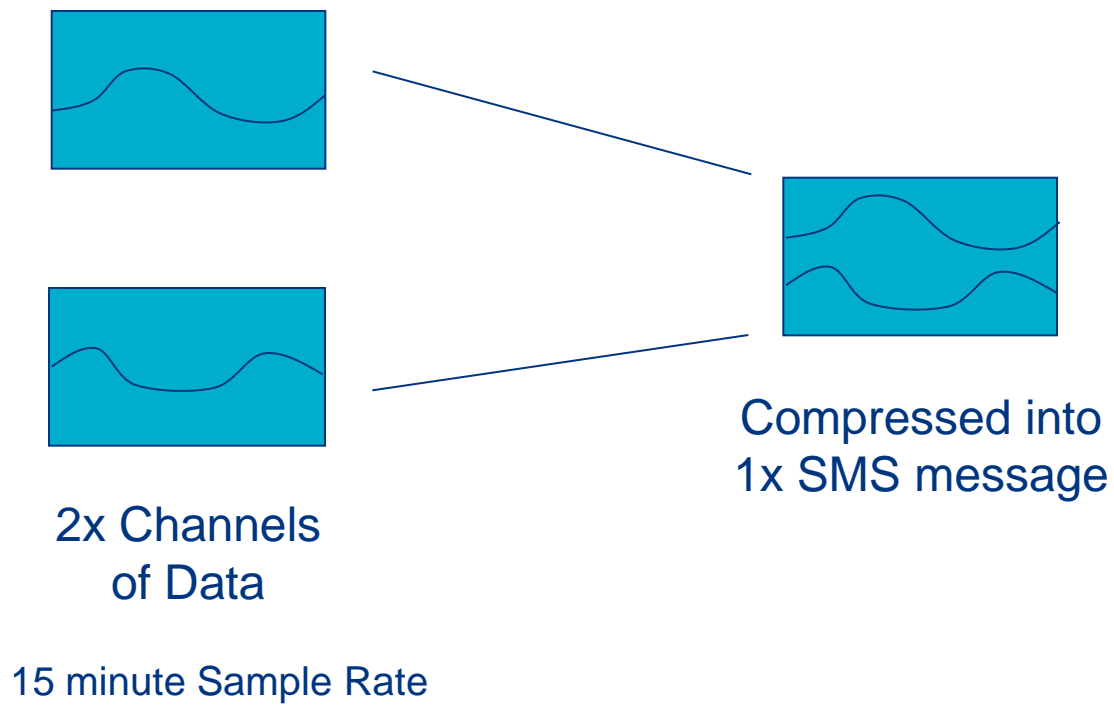 2x Channels
of Data
15 minute Sample Rate
Compressed into
1x SMS message